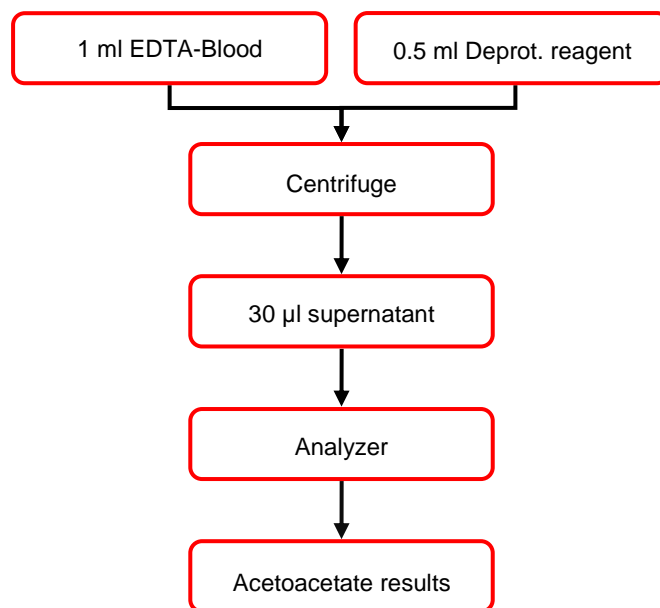 1 ml EDTA-Blood
0.5 ml Deprot. reagent
Centrifuge
30 µl supernatant
Analyzer
Acetoacetate results